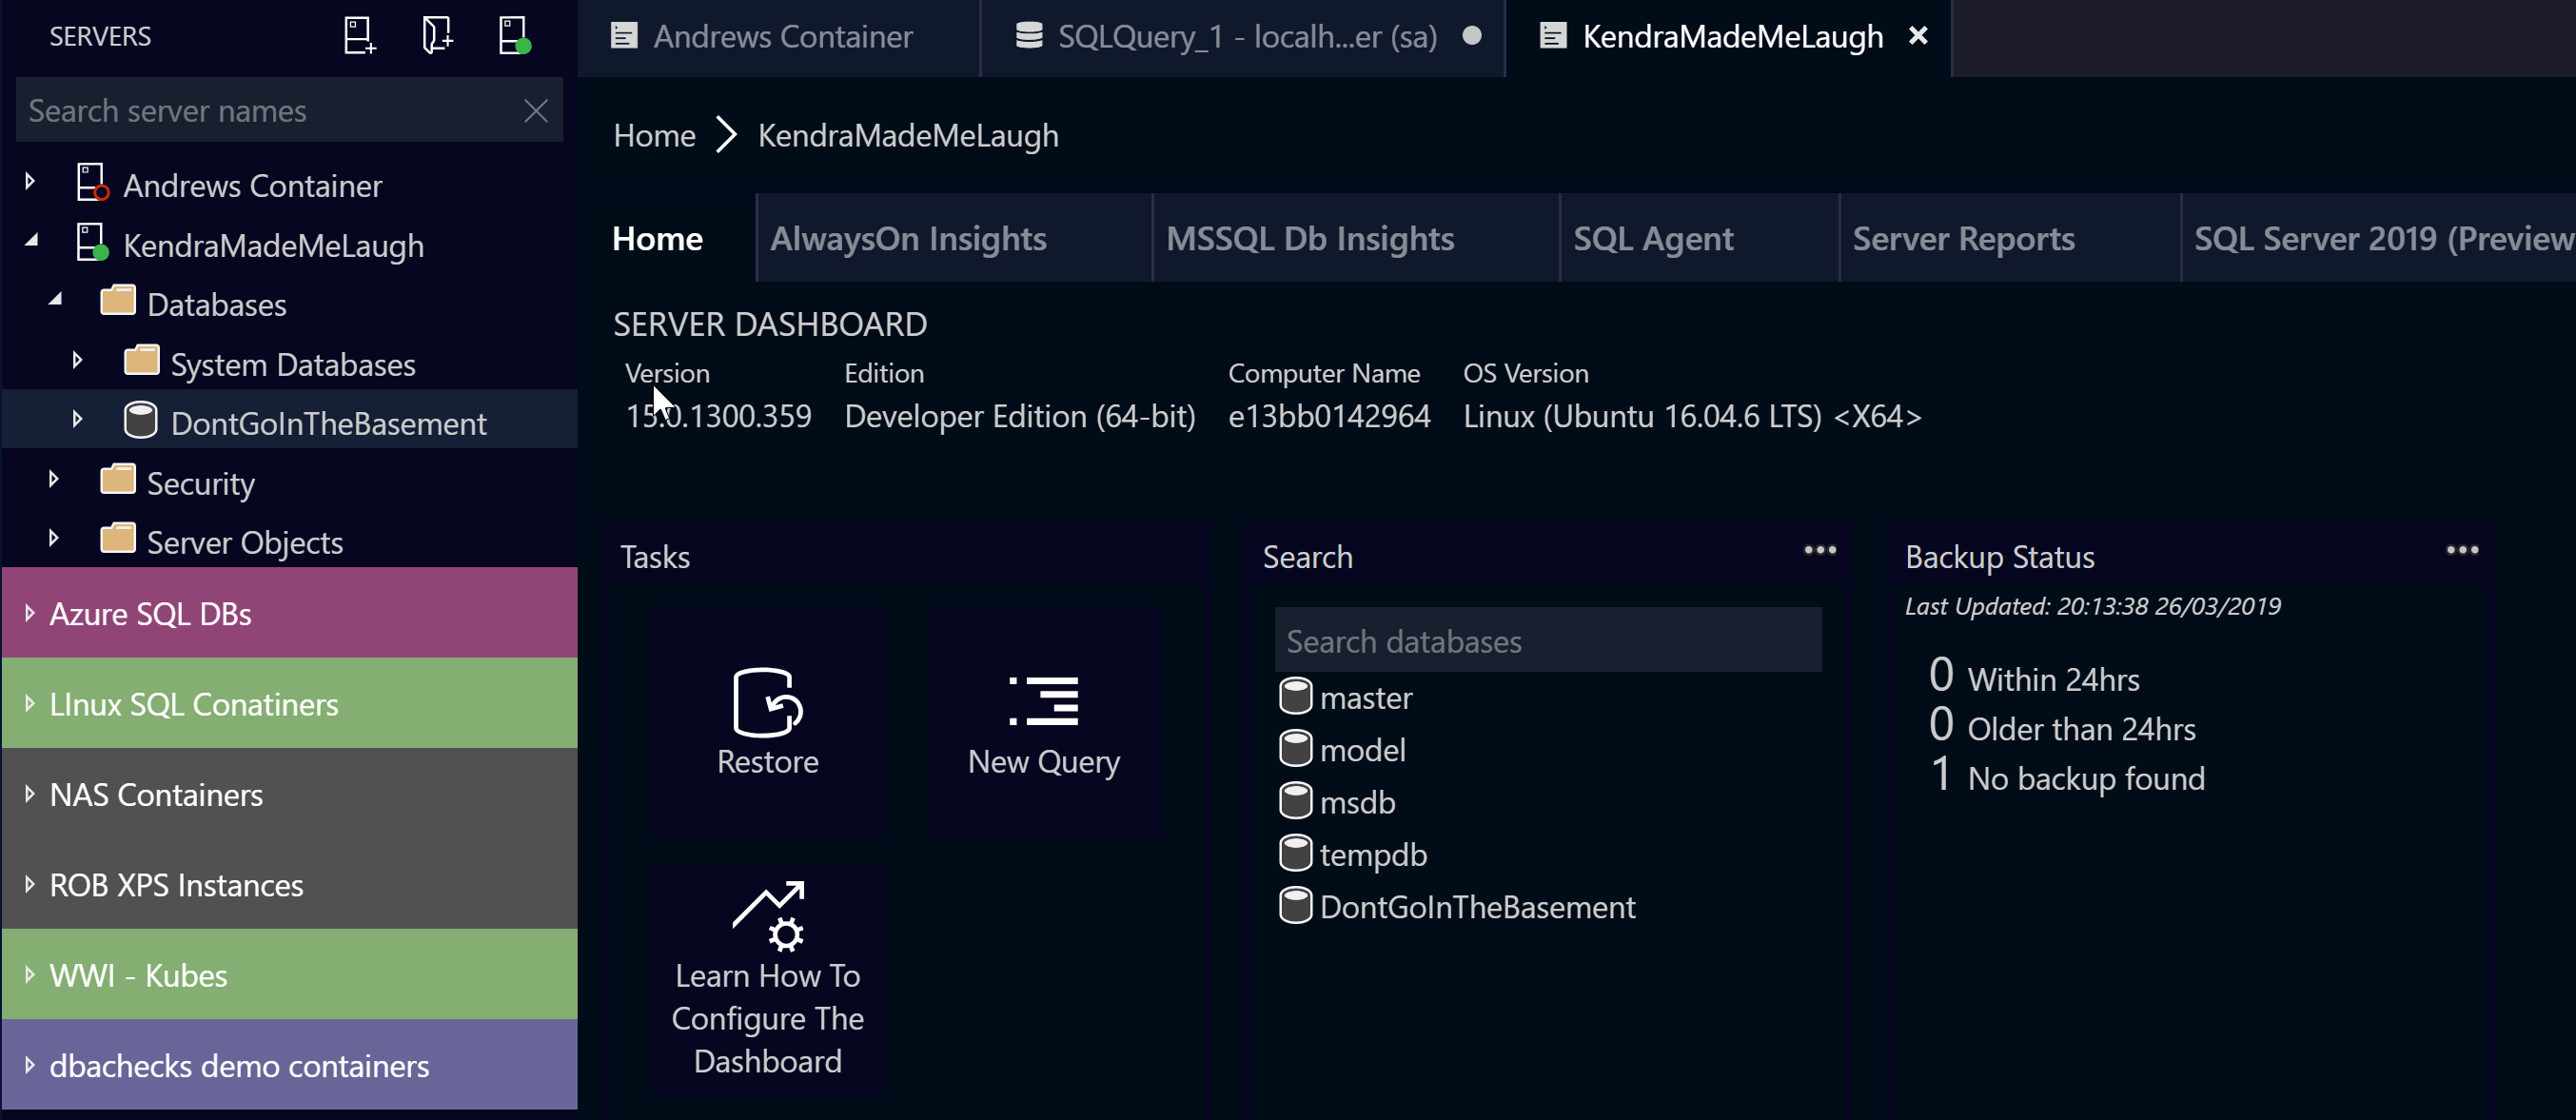 SERVERS
Search server names
Andrews Container
KendraMadeMeLaugh
Databases
System Databases
DontGoInTheBasement
Security
Server Objects
Azure SQL DBs
LInux SQL Conatiners
NAS Containers
ROB XPS Instances
WWI - Kubes
dbachecks demo containers
Andrews Container
SQLQuery_1 - localh...er (sa)
KendraMadeMeLaugh
Home > KendraMadeMeLaugh
Home AlwaysOn Insights MSSQL Db Insights SQL Agent Server Reports SQL Server 2019 (Preview
SERVER DASHBOARD
Version Edition Computer Name OS Version
15.0.1300.359 Developer Edition (64-bit) e13bb0142964 Linux (Ubuntu 16.04.6 LTS) <X64>
Tasks
Restore
New Query
Learn How To
Configure The
Dashboard
Search
Search databases
master
model
msdb
tempdb
DontGoInTheBasement
Backup Status
Last Updated: 20:13:38 26/03/2019
0 Within 24hrs
0 Older than 24hrs
1 No backup found